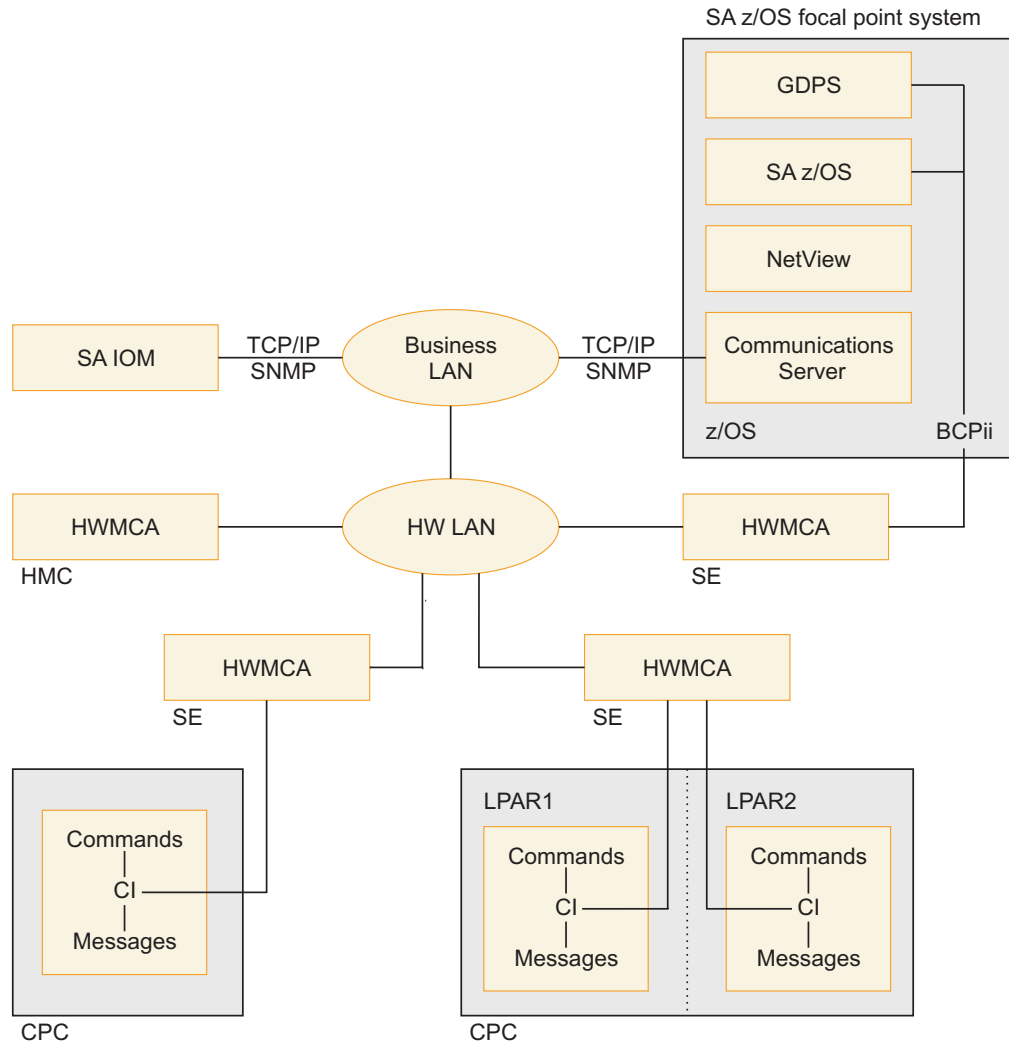 SA z/OS focal point system
GDPS
SA z/OS
NetView
Communications
Server
z/OS
BCPii
SA IOM
TCP/IP
SNMP
Business
LAN
TCP/IP
SNMP
HWMCA
HMC
HW LAN
HWMCA
SE
HWMCA
SE
HWMCA
SE
Commands
CI
Messages
CPC
LPAR1
Commands
CI
Messages
LPAR2
Commands
CI
Messages
CPC